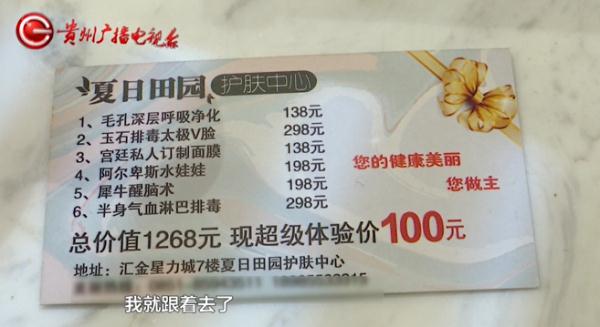 贵州广播电视台
夏日田园 护肤中心
1、毛孔深层呼吸净化 138元
2、玉石排毒太极V脸 298元
3、宫廷私人订制面膜 138元
4、阿尔卑斯水娃娃 198元
5、犀牛醒脑术 198元
6、半身气血淋巴排毒 298元
您的健康美丽
您做主
总价值1268元 现超级体验价100元
地址：汇金星力城7楼夏日田园护肤中心
我就跟着去了